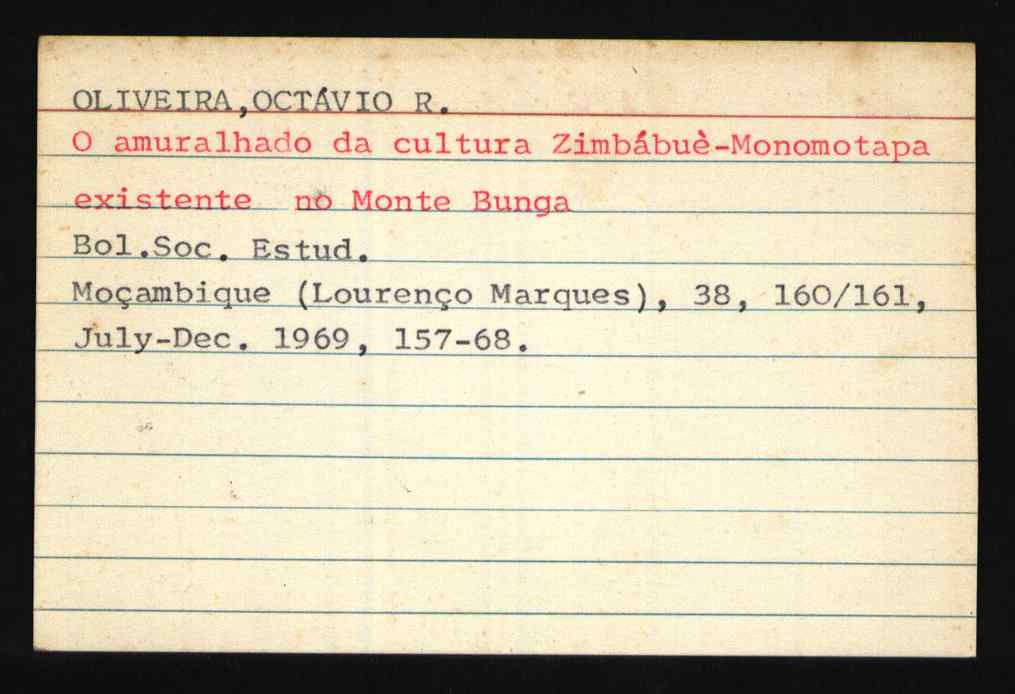 OLIVEIRA,OCTÁVIO R.
O amuralhado da cultura Zimbábuè-Monomotapa
existente no Monte Bunga
Bol.Soc. Estud.
Moçambique (Lourenço Marques), 38, 160/161,
July-Dec. 1969, 157-68.